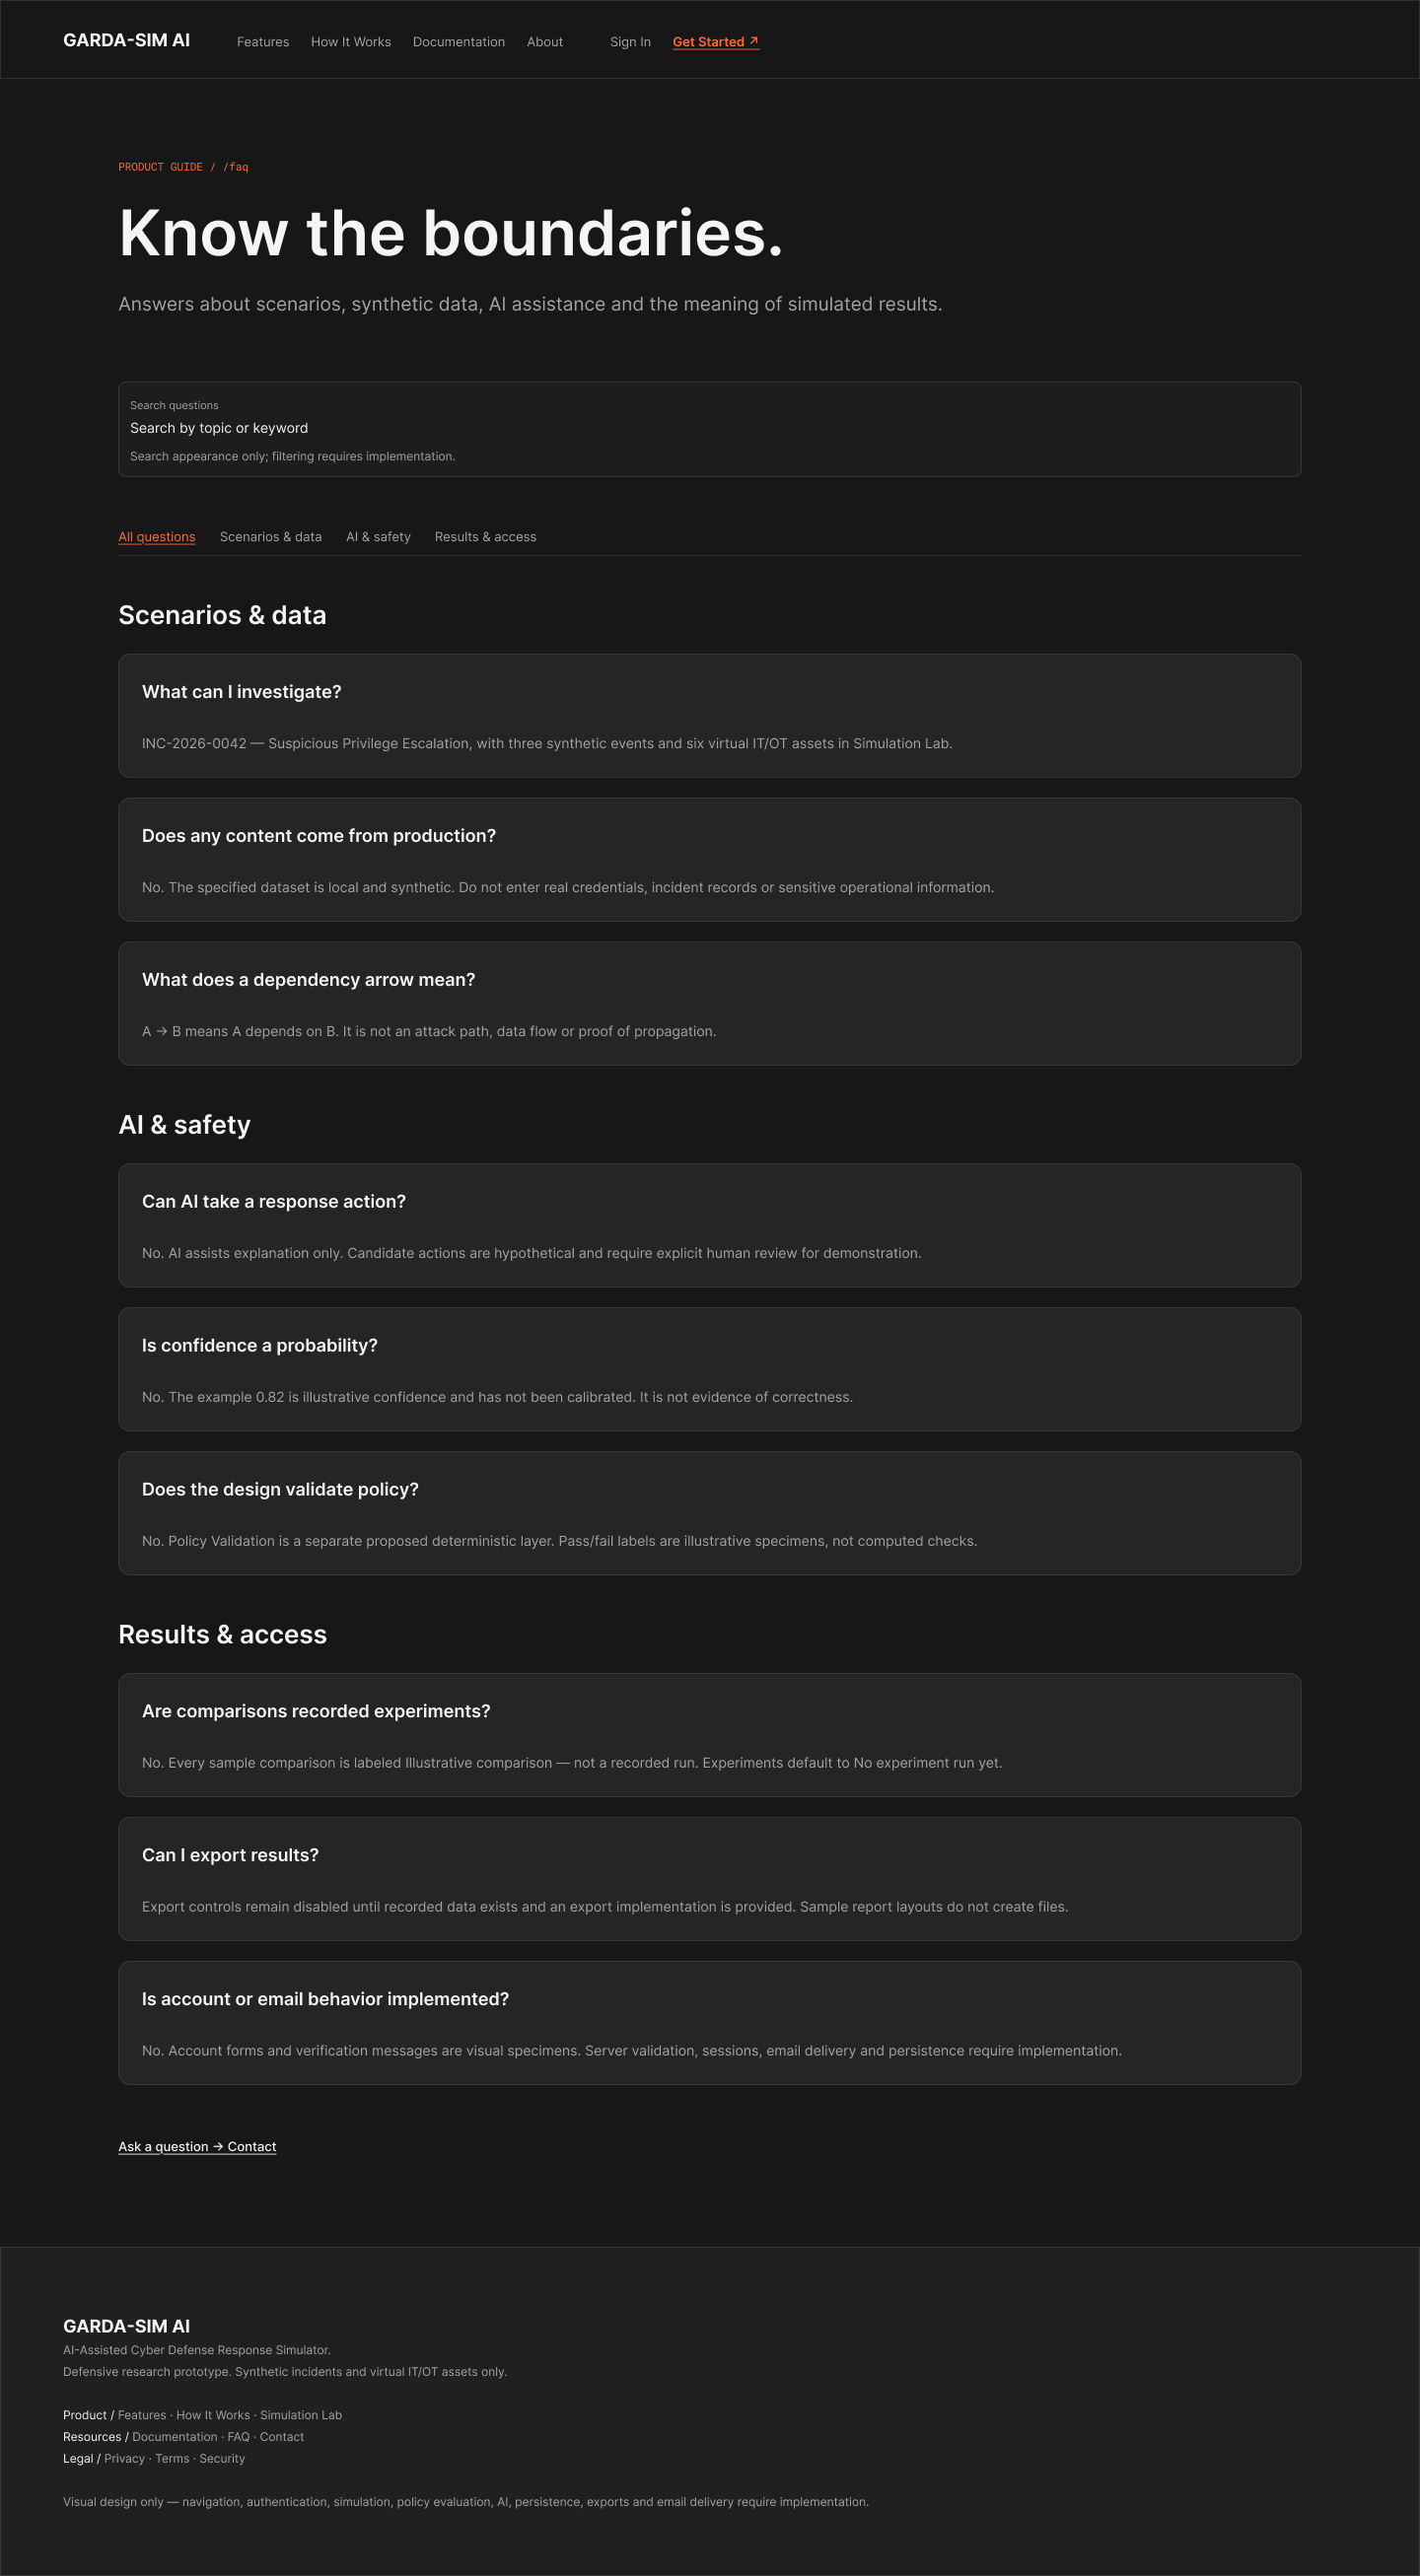 GARDA-SIM AI
Features
How It Works
Documentation
About
Sign In
Get Started ↗
PRODUCT GUIDE / /faq
Know the boundaries.
Answers about scenarios, synthetic data, AI assistance and the meaning of simulated results.
Search questions
Search by topic or keyword
Search appearance only; filtering requires implementation.
All questions
Scenarios & data
AI & safety
Results & access
Scenarios & data
What can I investigate?
INC-2026-0042 — Suspicious Privilege Escalation, with three synthetic events and six virtual IT/OT assets in Simulation Lab.
Does any content come from production?
No. The specified dataset is local and synthetic. Do not enter real credentials, incident records or sensitive operational information.
What does a dependency arrow mean?
A → B means A depends on B. It is not an attack path, data flow or proof of propagation.
AI & safety
Can AI take a response action?
No. AI assists explanation only. Candidate actions are hypothetical and require explicit human review for demonstration.
Is confidence a probability?
No. The example 0.82 is illustrative confidence and has not been calibrated. It is not evidence of correctness.
Does the design validate policy?
No. Policy Validation is a separate proposed deterministic layer. Pass/fail labels are illustrative specimens, not computed checks.
Results & access
Are comparisons recorded experiments?
No. Every sample comparison is labeled Illustrative comparison — not a recorded run. Experiments default to No experiment run yet.
Can I export results?
Export controls remain disabled until recorded data exists and an export implementation is provided. Sample report layouts do not create files.
Is account or email behavior implemented?
No. Account forms and verification messages are visual specimens. Server validation, sessions, email delivery and persistence require implementation.
Ask a question → Contact
GARDA-SIM AI
AI-Assisted Cyber Defense Response Simulator.
Defensive research prototype. Synthetic incidents and virtual IT/OT assets only.
Product / Features · How It Works · Simulation Lab
Resources / Documentation · FAQ · Contact
Legal / Privacy · Terms · Security
Visual design only — navigation, authentication, simulation, policy evaluation, AI, persistence, exports and email delivery require implementation.